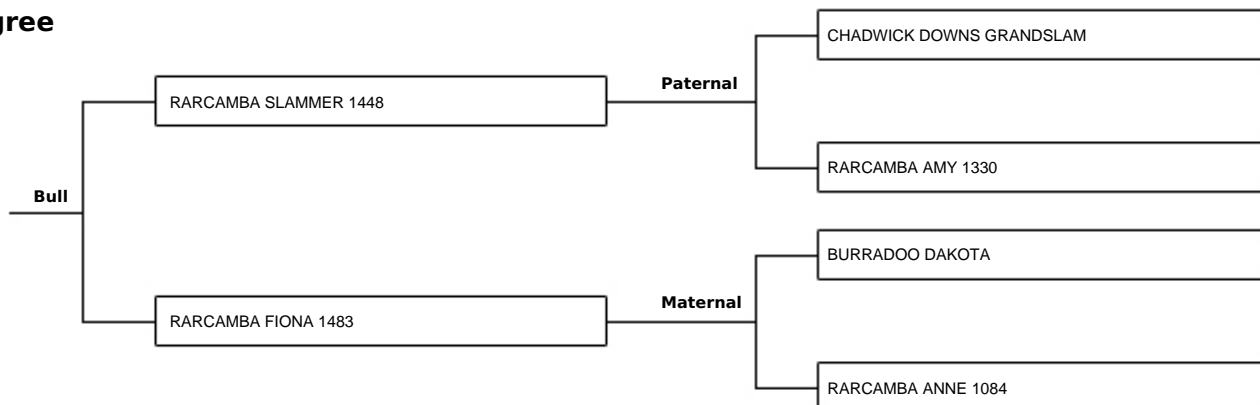 gree
CHADWICK DOWNS GRANDSLAM
Paternal
RARCAMBA SLAMMER 1448
RARCAMBA AMY 1330
Bull
BURRADOO DAKOTA
Maternal
RARCAMBA FIONA 1483
RARCAMBA ANNE 1084